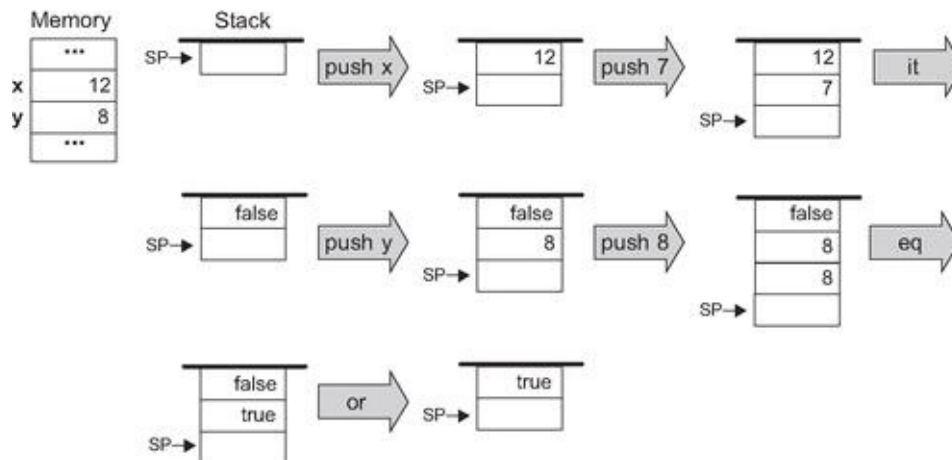 Memory Stack
...
SP
push x
12
SP
push 7
12
7
SP
it
x 12
y 8
...
false
SP
push y
false
8
SP
push 8
false
8
8
SP
eq
false
true
SP
or
true
SP